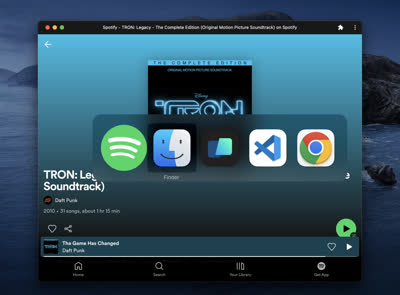 Spotify - TRON: Legacy - The Complete Edition (Original Motion Picture Soundtrack) on Spotify
THE COMPLETE EDITION
ORIGINAL MOTION PICTURE SOUNDTRACK
Disney
TRON
Finder
TRON: Le
Soundtrack)
Daft Punk
2010 • 31 songs, about 1 hr 15 min
The Game Has Changed
Daft Punk
Home
Search
Your Library
Get App